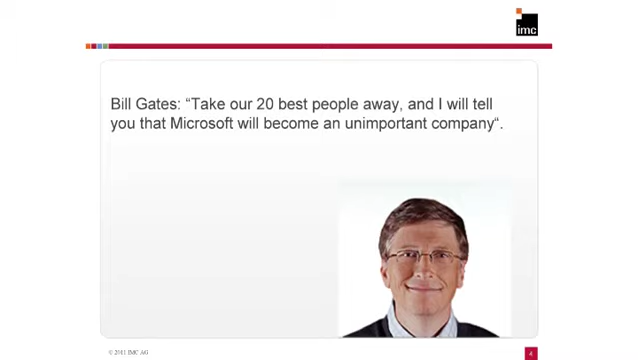 imc
Bill Gates: “Take our 20 best people away, and I will tell
you that Microsoft will become an unimportant company“.
© 2011 IMC AG
4